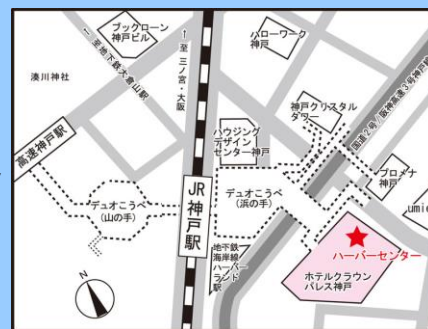 ブックローン
神戸ビル
← 至地下鉄大倉山駅
← 至 三ノ宮・大阪
ハローワーク
神戸
湊川神社
神戸クリスタル
タワー
国道2号/阪神高速3号神戸線
高速神戸駅
ハウジング
デザイン
センター神戸
プロメナ
神戸
デュオこうべ
(山の手)
JR神戸駅
デュオこうべ
(浜の手)
umie
地下鉄
海岸線
ハーバー
ランド
駅
ハーバーセンター
ホテルクラウン
パレス神戸
N